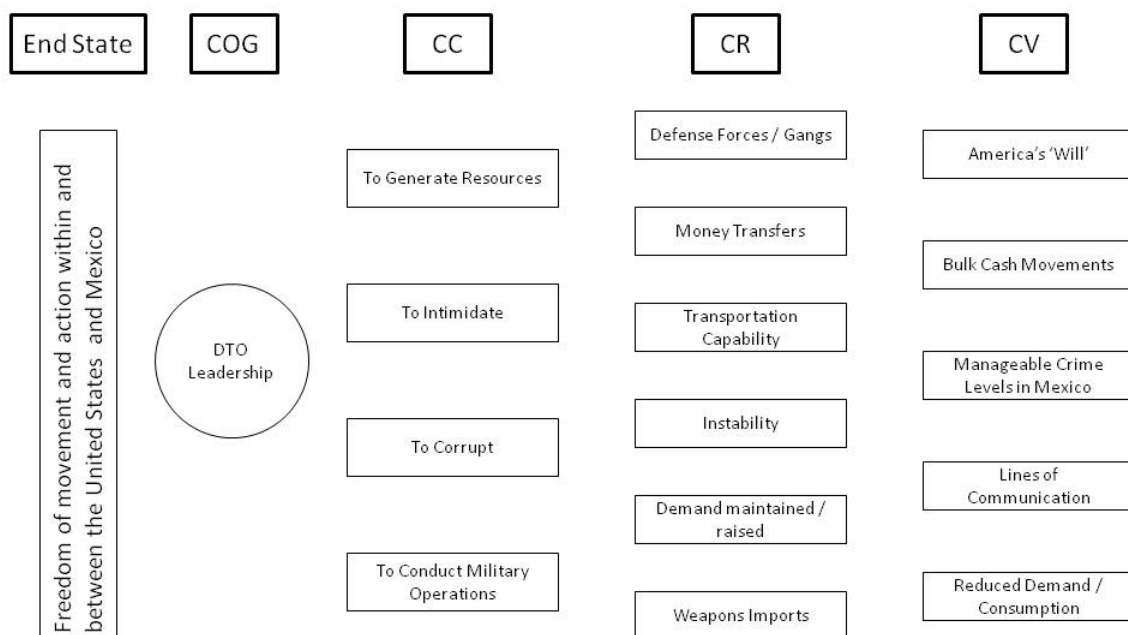 End State
COG
CC
CR
CV
Freedom of movement and action within and
between the United States and Mexico
DTO
Leadership
To Generate Resources
To Intimidate
To Corrupt
To Conduct Military
Operations
Defense Forces / Gangs
Money Transfers
Transportation
Capability
Instability
Demand maintained /
raised
Weapons Imports
America's 'Will'
Bulk Cash Movements
Manageable Crime
Levels in Mexico
Lines of
Communication
Reduced Demand /
Consumption